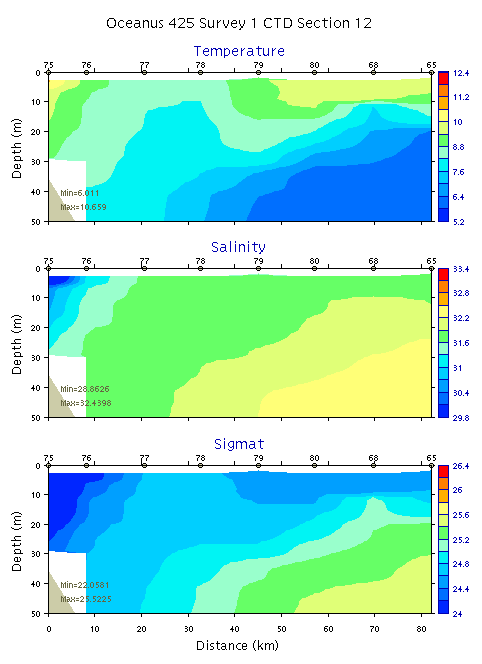 Oceanus 425 Survey 1 CTD Section 12
Temperature
75 76 77 78 79 80 68 65
0
10
20
30
40
50
Depth (m)
Min=6.011
Max=10.659
12.4
11.2
10
8.8
7.6
6.4
5.2
Salinity
75 76 77 78 79 80 68 65
0
10
20
30
40
50
Depth (m)
Min=28.8626
Max=32.4398
33.4
32.8
32.2
31.6
31
30.4
29.8
Sigmat
75 76 77 78 79 80 68 65
0
10
20
30
40
50
Depth (m)
Min=22.0581
Max=25.5225
26.4
26
25.6
25.2
24.8
24.4
24
0 10 20 30 40 50 60 70 80
Distance (km)